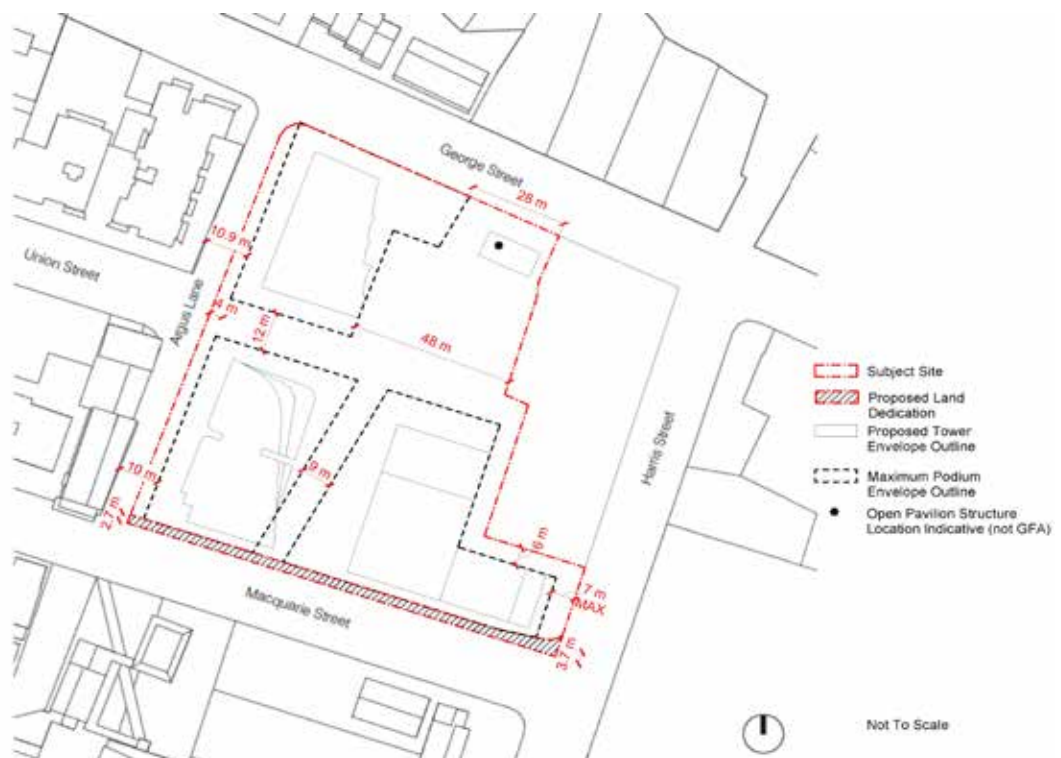 George Street
28 m
10.9 m
Union Street
Argus Lane
4 m
12 m
48 m
Harris Street
9 m
10 m
2.7 m
6 m
7 m
MAX
3.7 m
Macquarie Street
Subject Site
Proposed Land
Dedication
Proposed Tower
Envelope Outline
Maximum Podium
Envelope Outline
Open Pavilion Structure
Location Indicative (not GFA)
Not To Scale